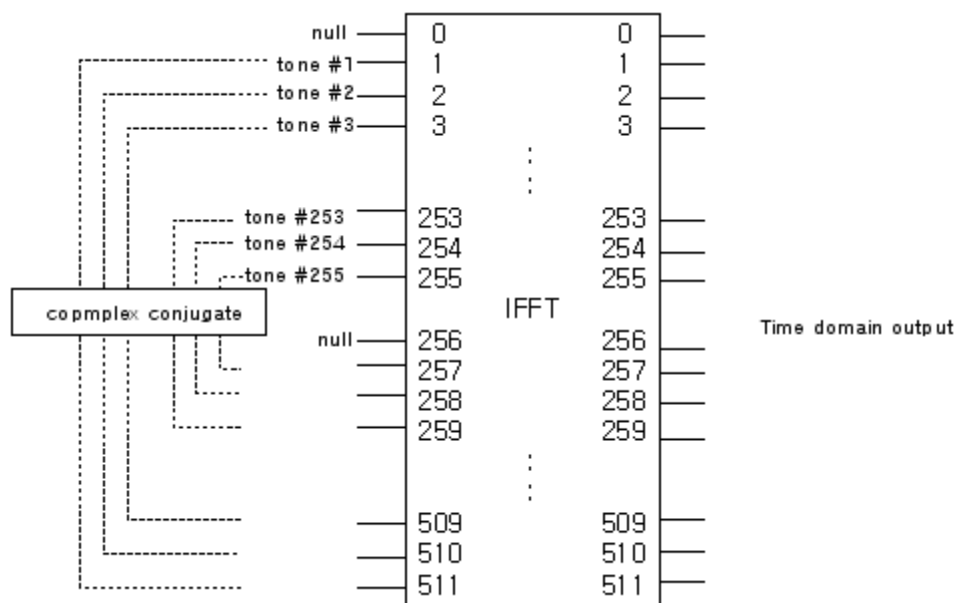 null 0 0
tone #1 1 1
tone #2 2 2
tone #3 3 3
tone #253 253 253
tone #254 254 254
tone #255 255 255
IFFT
copmplex conjugate
Time domain output
null 256 256
257 257
258 258
259 259
509 509
510 510
511 511